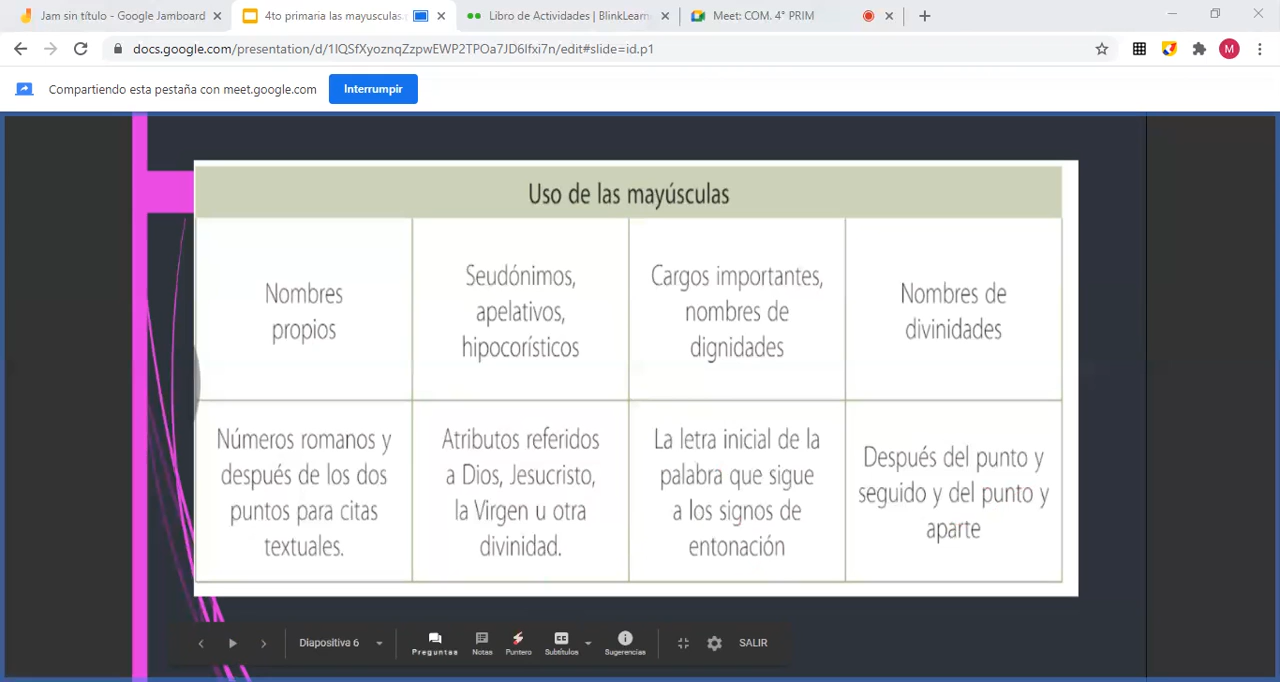 Jam sin título - Google Jamboard
4to primaria las mayusculas.
Libro de Actividades | BlinkLearn
Meet: COM. 4° PRIM
docs.google.com/presentation/d/1IQSfXyoznqZzpwEWP2TPOa7JD6lfxi7n/edit#slide=id.p1
M
Compartiendo esta pestaña con meet.google.com
Interrumpir
Uso de las mayúsculas
Nombres
propios
Seudónimos,
apelativos,
hipocorísticos
Cargos importantes,
nombres de
dignidades
Nombres de
divinidades
Números romanos y
después de los dos
puntos para citas
textuales.
Atributos referidos
a Dios, Jesucristo,
la Virgen u otra
divinidad.
La letra inicial de la
palabra que sigue
a los signos de
entonación
Después del punto y
seguido y del punto y
aparte
Diapositiva 6
Preguntas
Notas
Puntero
CC
Subtítulos
Sugerencias
SALIR